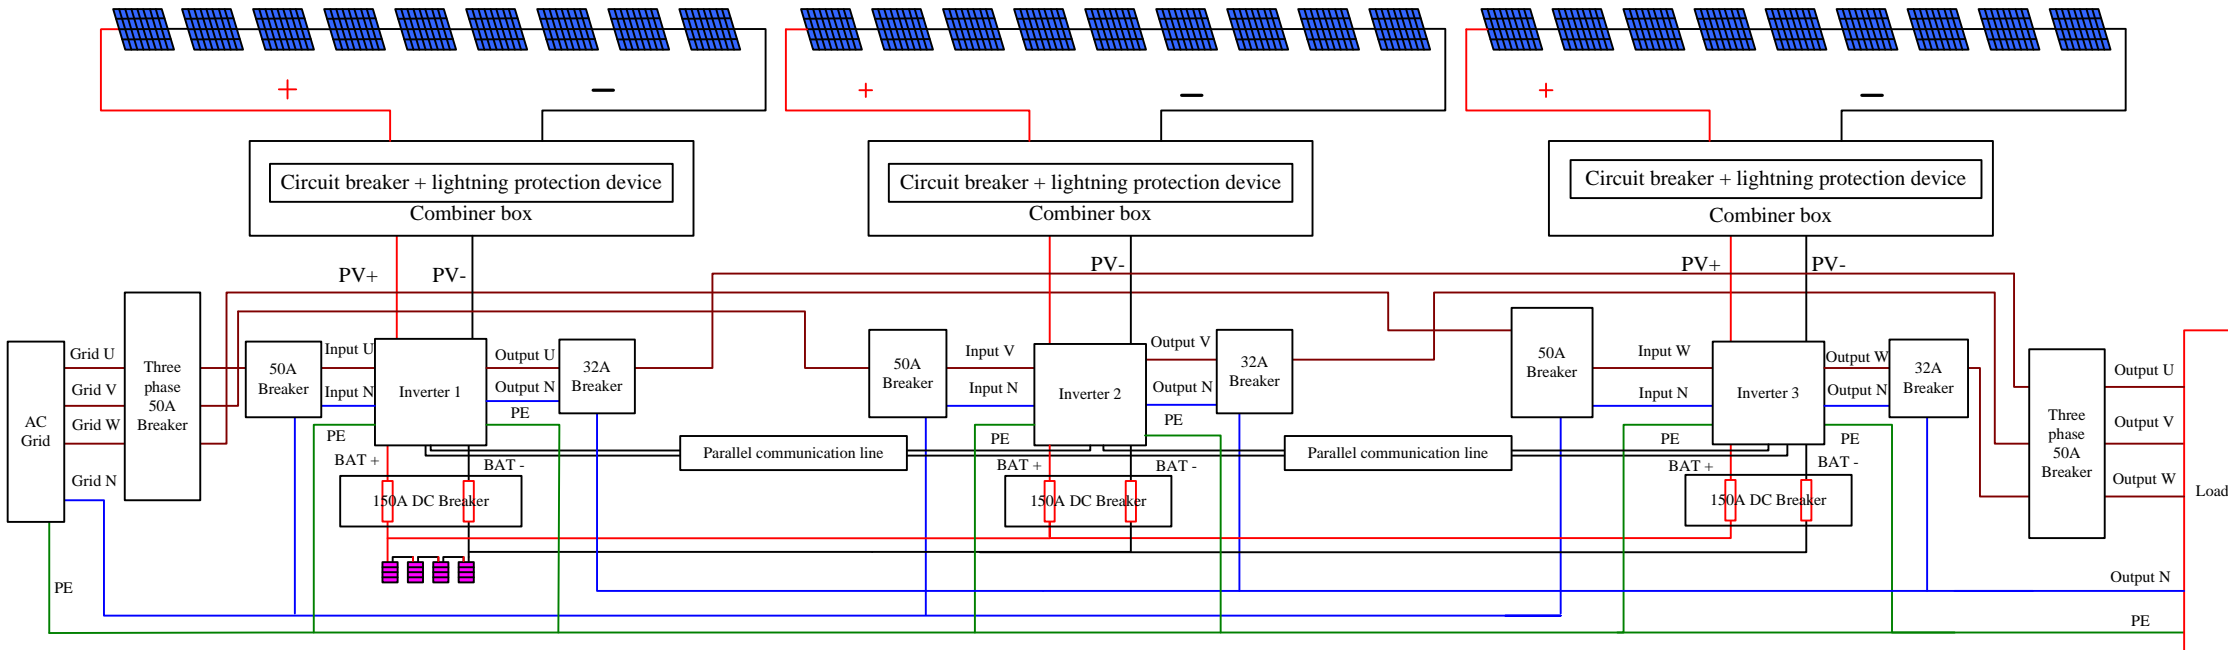 +
−
+
−
+
−
Circuit breaker + lightning protection device
Combiner box
Circuit breaker + lightning protection device
Combiner box
Circuit breaker + lightning protection device
Combiner box
PV+
PV-
PV-
PV+
PV-
AC
Grid
Grid U
Grid V
Grid W
Grid N
PE
Three
phase
50A
Breaker
50A
Breaker
Input U
Input N
PE
Inverter 1
Output U
Output N
PE
32A
Breaker
BAT +
BAT -
150A DC Breaker
Parallel communication line
50A
Breaker
Input V
Input N
PE
Inverter 2
Output V
Output N
PE
32A
Breaker
BAT +
BAT -
150A DC Breaker
Parallel communication line
50A
Breaker
Input W
Input N
PE
Inverter 3
Output W
Output N
PE
32A
Breaker
BAT +
BAT -
150A DC Breaker
Three
phase
50A
Breaker
Output U
Output V
Output W
Output N
PE
Load